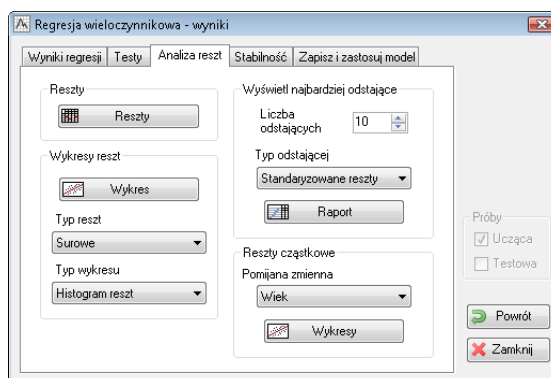 Regresja wieloczynnikowa - wyniki
Wyniki regresji
Testy
Analiza reszt
Stabilność
Zapisz i zastosuj model
Reszty
Reszty
Wykresy reszt
Wykres
Typ reszt
Surowe
Typ wykresu
Histogram reszt
Wyświetl najbardziej odstające
Liczba
odstających
10
Typ odstającej
Standaryzowane reszty
Raport
Reszty cząstkowe
Pomijana zmienna
Wiek
Wykresy
Próby
Ucząca
Testowa
Powrót
Zamknij